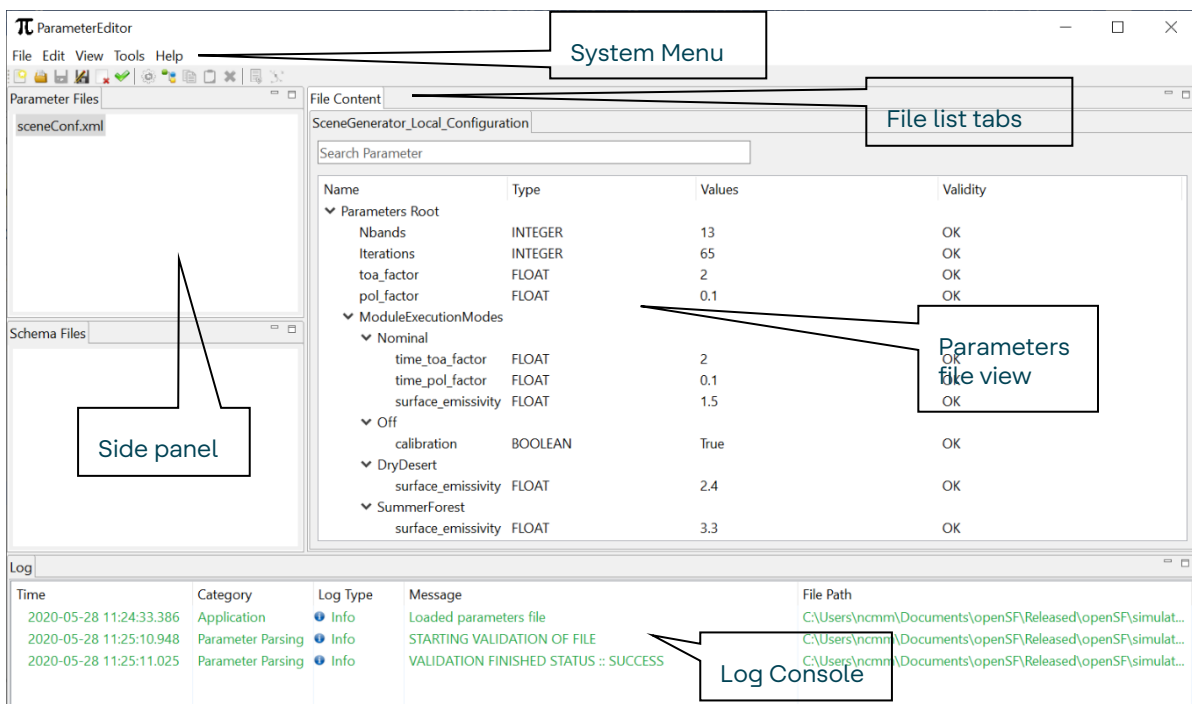 π ParameterEditor
System Menu
File Edit View Tools Help
Parameter Files
File Content
File list tabs
sceneConf.xml
SceneGenerator_Local_Configuration
Search Parameter
Name Type Values Validity
Parameters Root
Nbands INTEGER 13 OK
Iterations INTEGER 65 OK
toa_factor FLOAT 2 OK
pol_factor FLOAT 0.1 OK
ModuleExecutionModes
Schema Files
Nominal
Parameters
file view
time_toa_factor FLOAT 2 OK
time_pol_factor FLOAT 0.1 OK
surface_emissivity FLOAT 1.5 OK
Off
Side panel
calibration BOOLEAN True OK
DryDesert
surface_emissivity FLOAT 2.4 OK
SummerForest
surface_emissivity FLOAT 3.3 OK
Log
Time Category Log Type Message File Path
2020-05-28 11:24:33.386 Application Info Loaded parameters file C:\Users\ncmm\Documents\openSF\Released\openSF\simulat...
2020-05-28 11:25:10.948 Parameter Parsing Info STARTING VALIDATION OF FILE C:\Users\ncmm\Documents\openSF\Released\openSF\simulat...
2020-05-28 11:25:11.025 Parameter Parsing Info VALIDATION FINISHED STATUS :: SUCCESS C:\Users\ncmm\Documents\openSF\Released\openSF\simulat...
Log Console